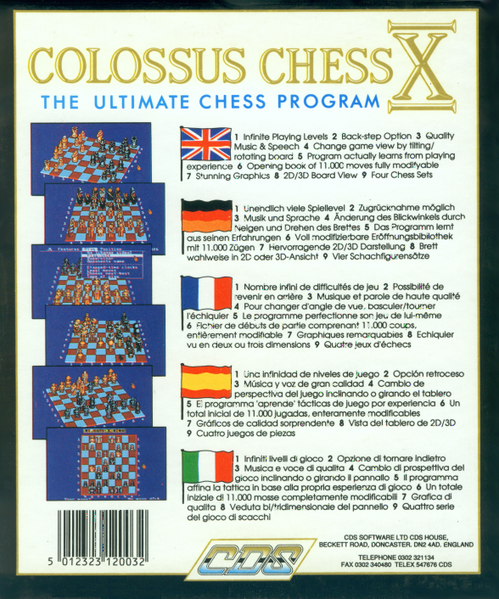 COLOSSUS CHESS X
THE ULTIMATE CHESS PROGRAM
1 Infinite Playing Levels 2 Back-step Option 3 Quality
Music & Speech 4 Change game view by tilting/
rotating board 5 Program actually learns from playing
experience 6 Opening book of 11.000 moves fully modifyable
7 Stunning Graphics 8 2D/3D Board View 9 Four Chess Sets
1 Unendlich viele Spiellevel 2 Zugrücknahme möglich
3 Musik und Sprache 4 Änderung des Blickwinkels durch
Neigen und Drehen des Brettes 5 Das Programm lernt
aus seinen Erfahrungen 6 Voll modifizierbare Eröffnungsbibliothek
mit 11.000 Zügen 7 Hervorragende 2D/3D Darstellung 8 Brett
wahlweise in 2D oder 3D-Ansicht 9 Vier Schachfigursätze
1 Nombre infini de difficultés de jeu 2 Possibilité de
revenir en arrière 3 Musique et parole de haute qualité
4 Pour changer d'angle de vue, basculer/tourner
l'échiquier 5 Le programme perfectionne son jeu de lui-même
6 Fichier de débuts de partie comprenant 11.000 coups,
entièrement modifiable 7 Graphiques remarquables 8 Echiquier
vu en deux ou trois dimensions 9 Quatre jeux d'échecs
1 Una infinidad de niveles de juego 2 Opción retroceso
3 Música y voz de gran calidad 4 Cambio de
perspectiva del juego inclinando o girando el tablero
5 El programa 'aprende' tácticas de juego por experiencia 6 Un
total inicial de 11.000 jugadas, enteramente modificables
7 Gráficos de calidad sorprendente 8 Vista del tablero de 2D/3D
9 Cuatro juegos de piezas
1 Infiniti livelli di gioco 2 Opzione di tornare indietro
3 Musica e voce di qualita 4 Cambio di prospettiva del
gioco inclinando o girando il pannello 5 Il programma
affina la tattica in base alla propria esperienza di gioco 6 Un totale
iniziale di 11.000 mosse completamente modificabili 7 Grafica di
qualita 8 Veduta bi/tridimensionale del pannello 9 Quattro serie
del gioco di scacchi
5 012323 120032
CDS
CDS SOFTWARE LTD CDS HOUSE,
BECKETT ROAD, DONCASTER, DN2 4AD. ENGLAND
TELEPHONE 0302 321134
FAX 0302 340480 TELEX 547676 CDS